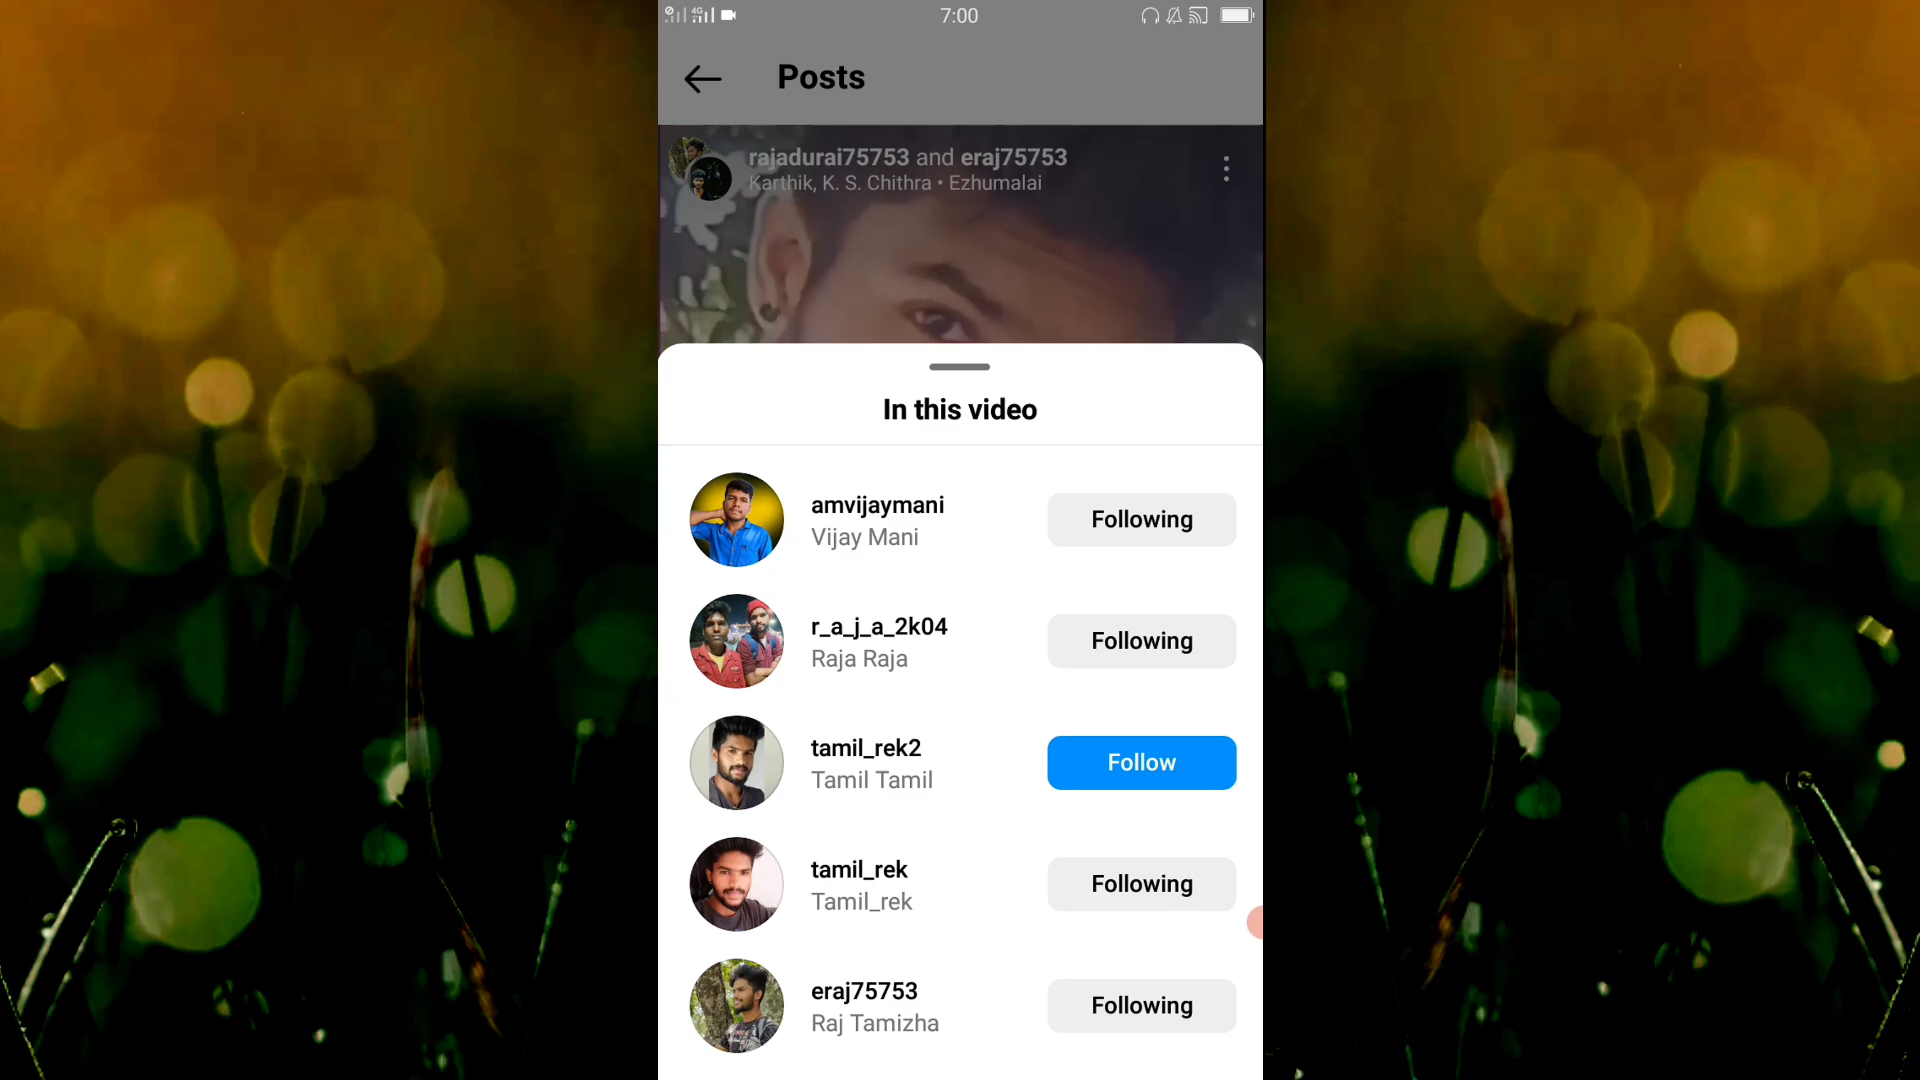 4G
7:00
Posts
rajadurai75753 and eraj75753
Karthik, K. S. Chithra • Ezhumalai
In this video
amvijaymani
Vijay Mani
Following
r_a_j_a_2k04
Raja Raja
Following
tamil_rek2
Tamil Tamil
Follow
tamil_rek
Tamil_rek
Following
eraj75753
Raj Tamizha
Following